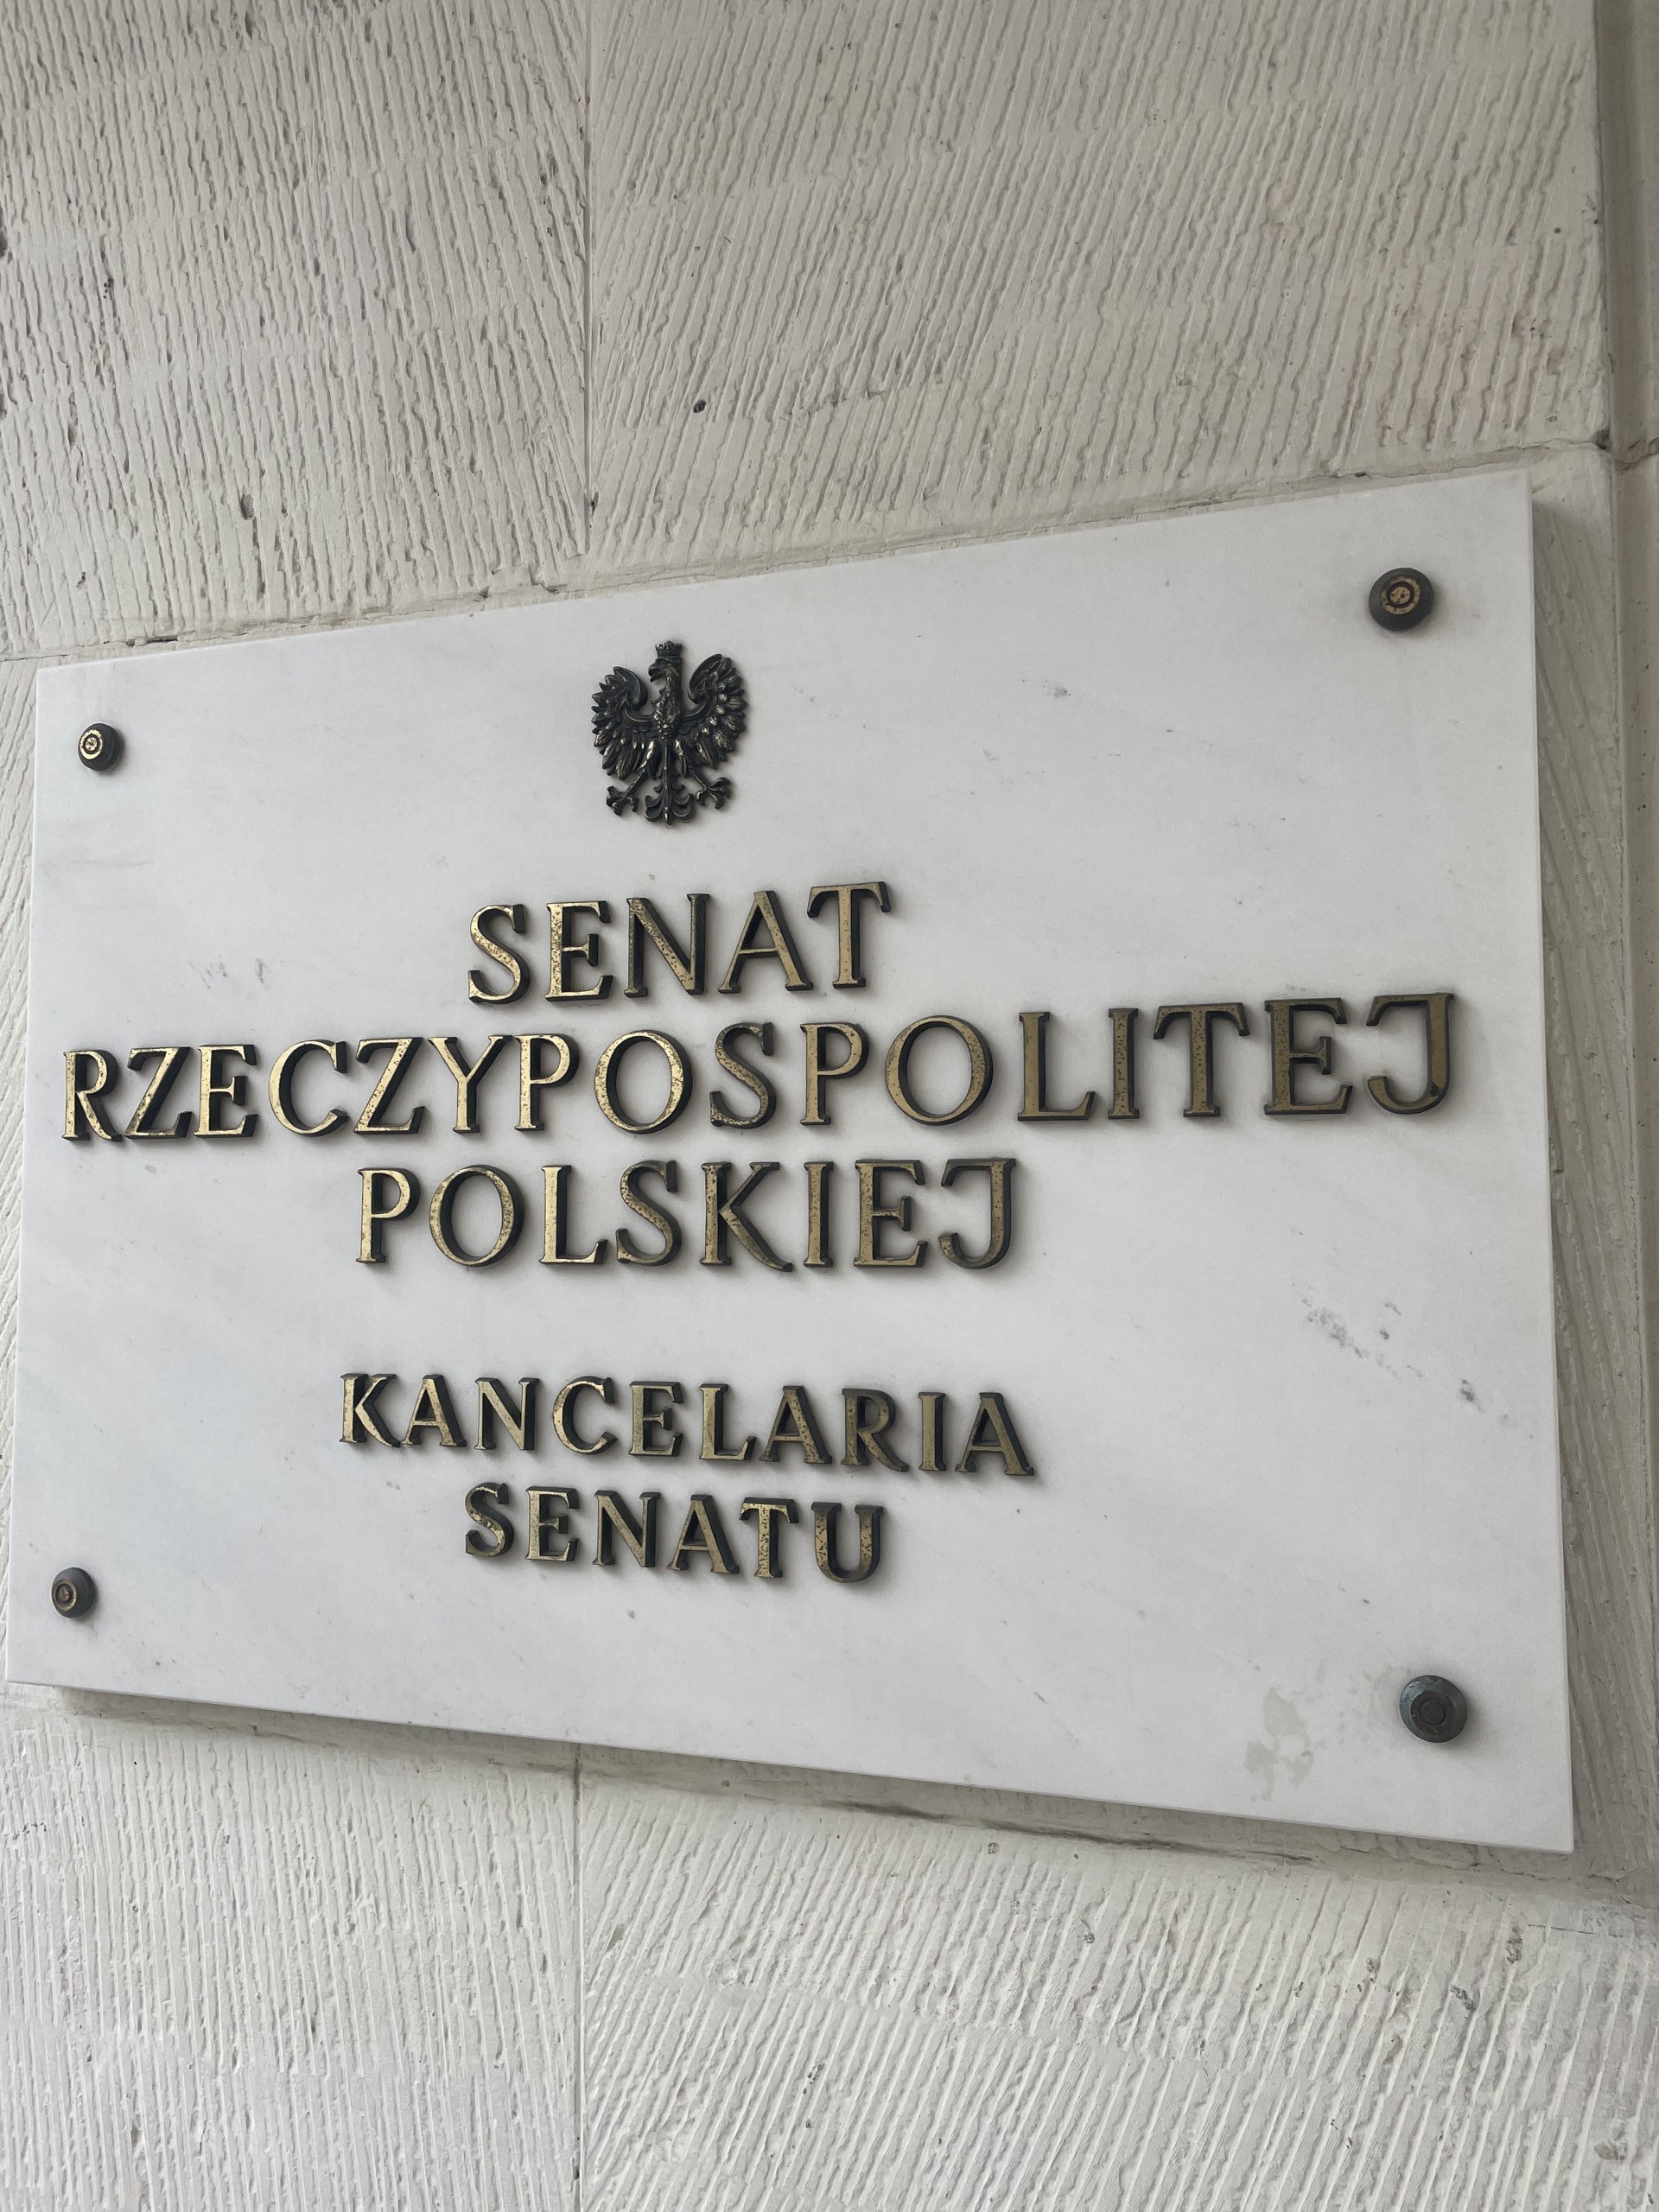 SENAT
RZECZYPOSPOLITEJ
POLSKIEJ
KANCELARIA
SENATU